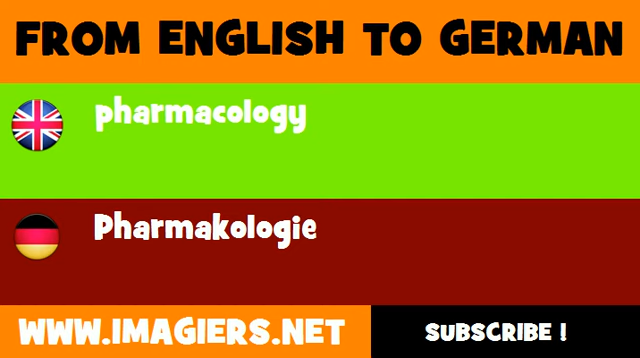 FROM ENGLISH TO GERMAN
pharmacology
Pharmakologie
WWW.IMAGIERS.NET
SUBSCRIBE !